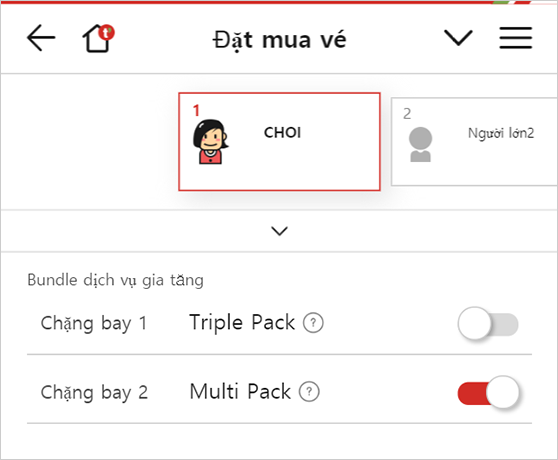 Đặt mua vé
1
CHOI
2
Người lớn2
Bundle dịch vụ gia tăng
Chặng bay 1 Triple Pack ?
Chặng bay 2 Multi Pack ?